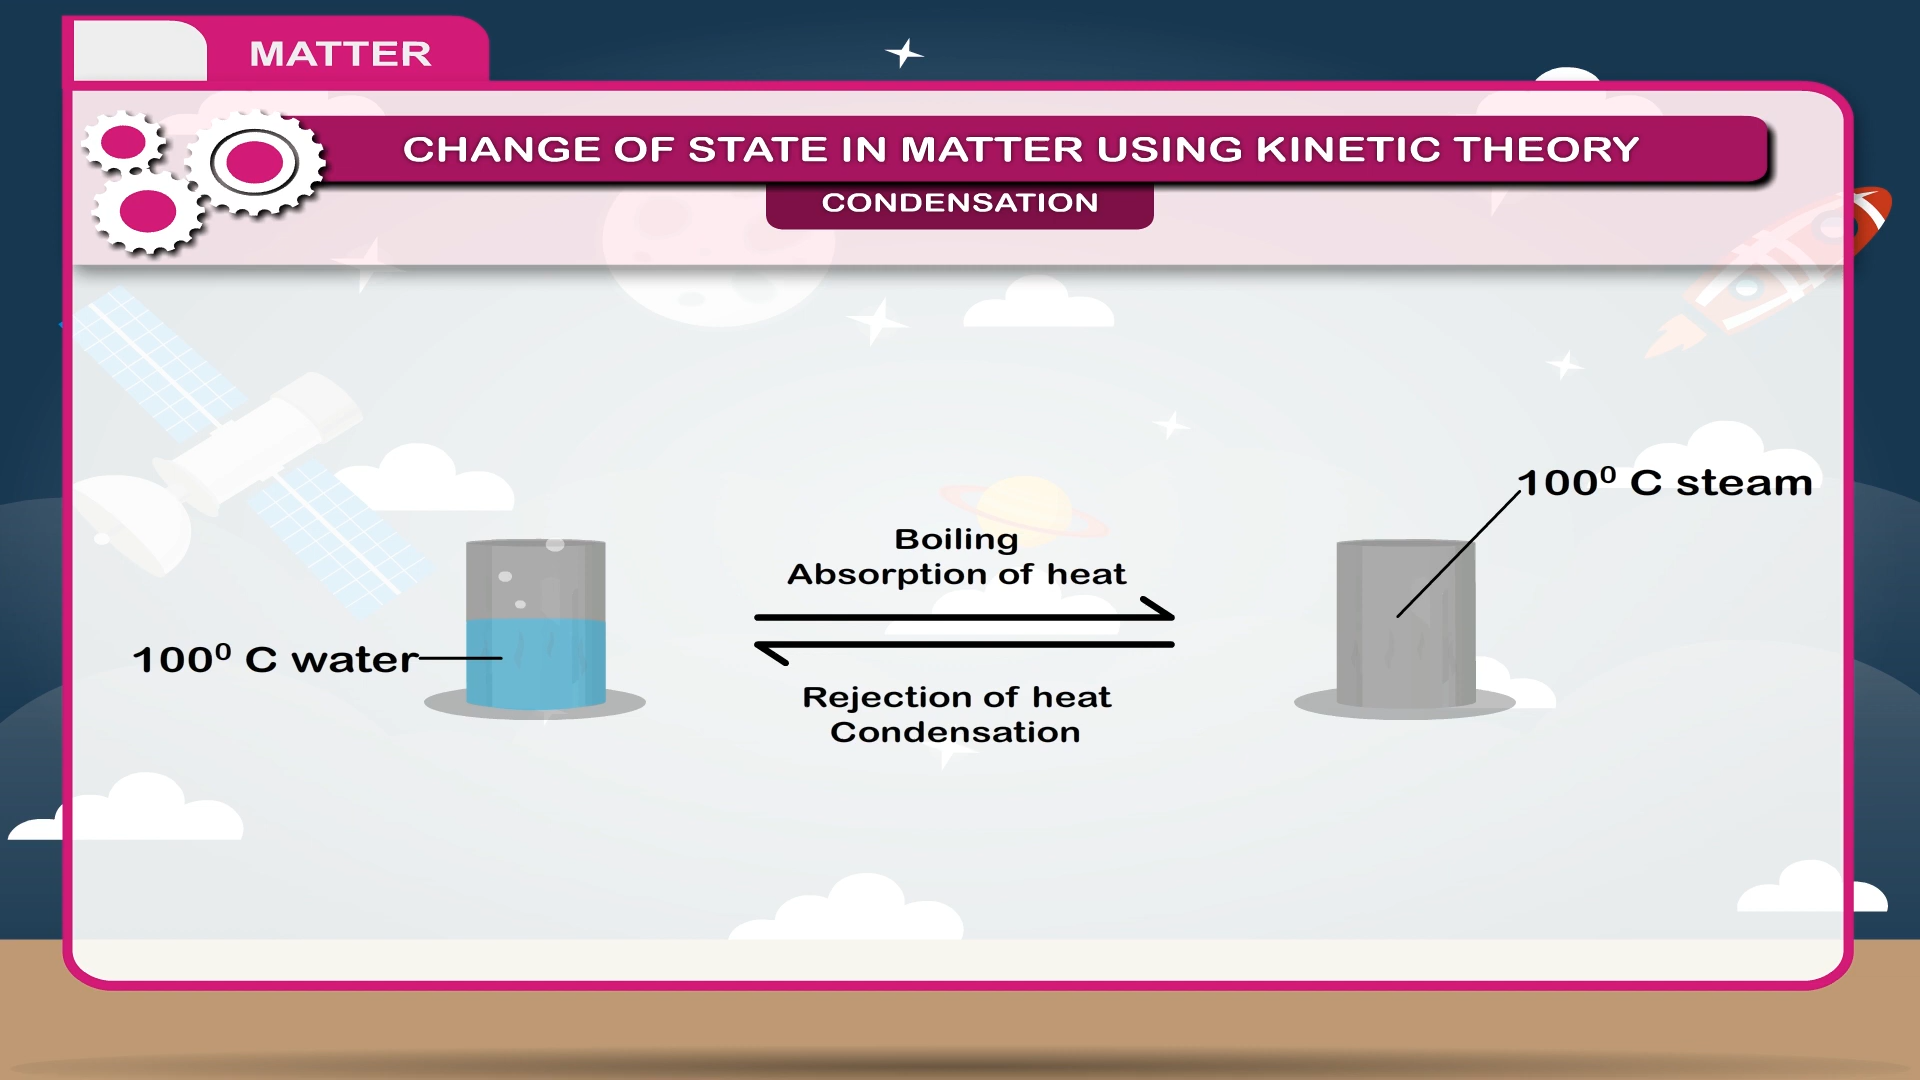 MATTER
CHANGE OF STATE IN MATTER USING KINETIC THEORY
CONDENSATION
100⁰ C steam
Boiling
Absorption of heat
100⁰ C water
Rejection of heat
Condensation